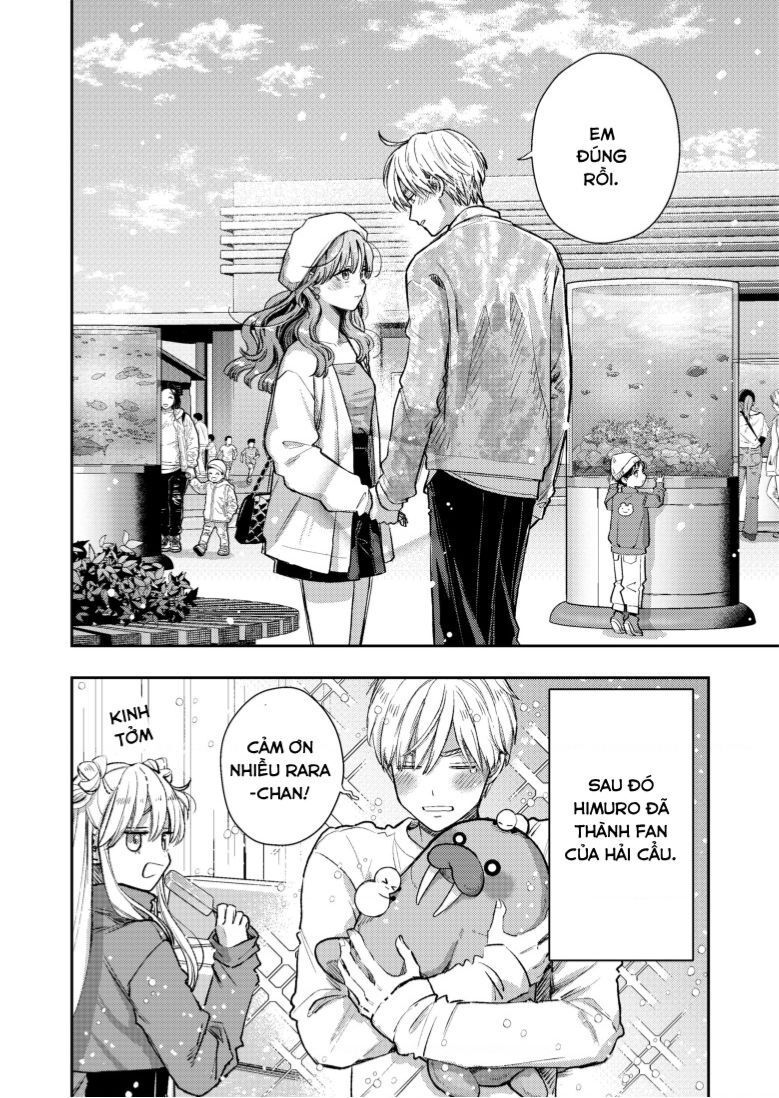 EM
ĐÚNG
RỒI.
SAU ĐÓ
HIMURO ĐÃ
THÀNH FAN
CỦA HẢI CẨU.
CẢM ƠN
NHIỀU RARA
-CHAN!
KINH
TỞM